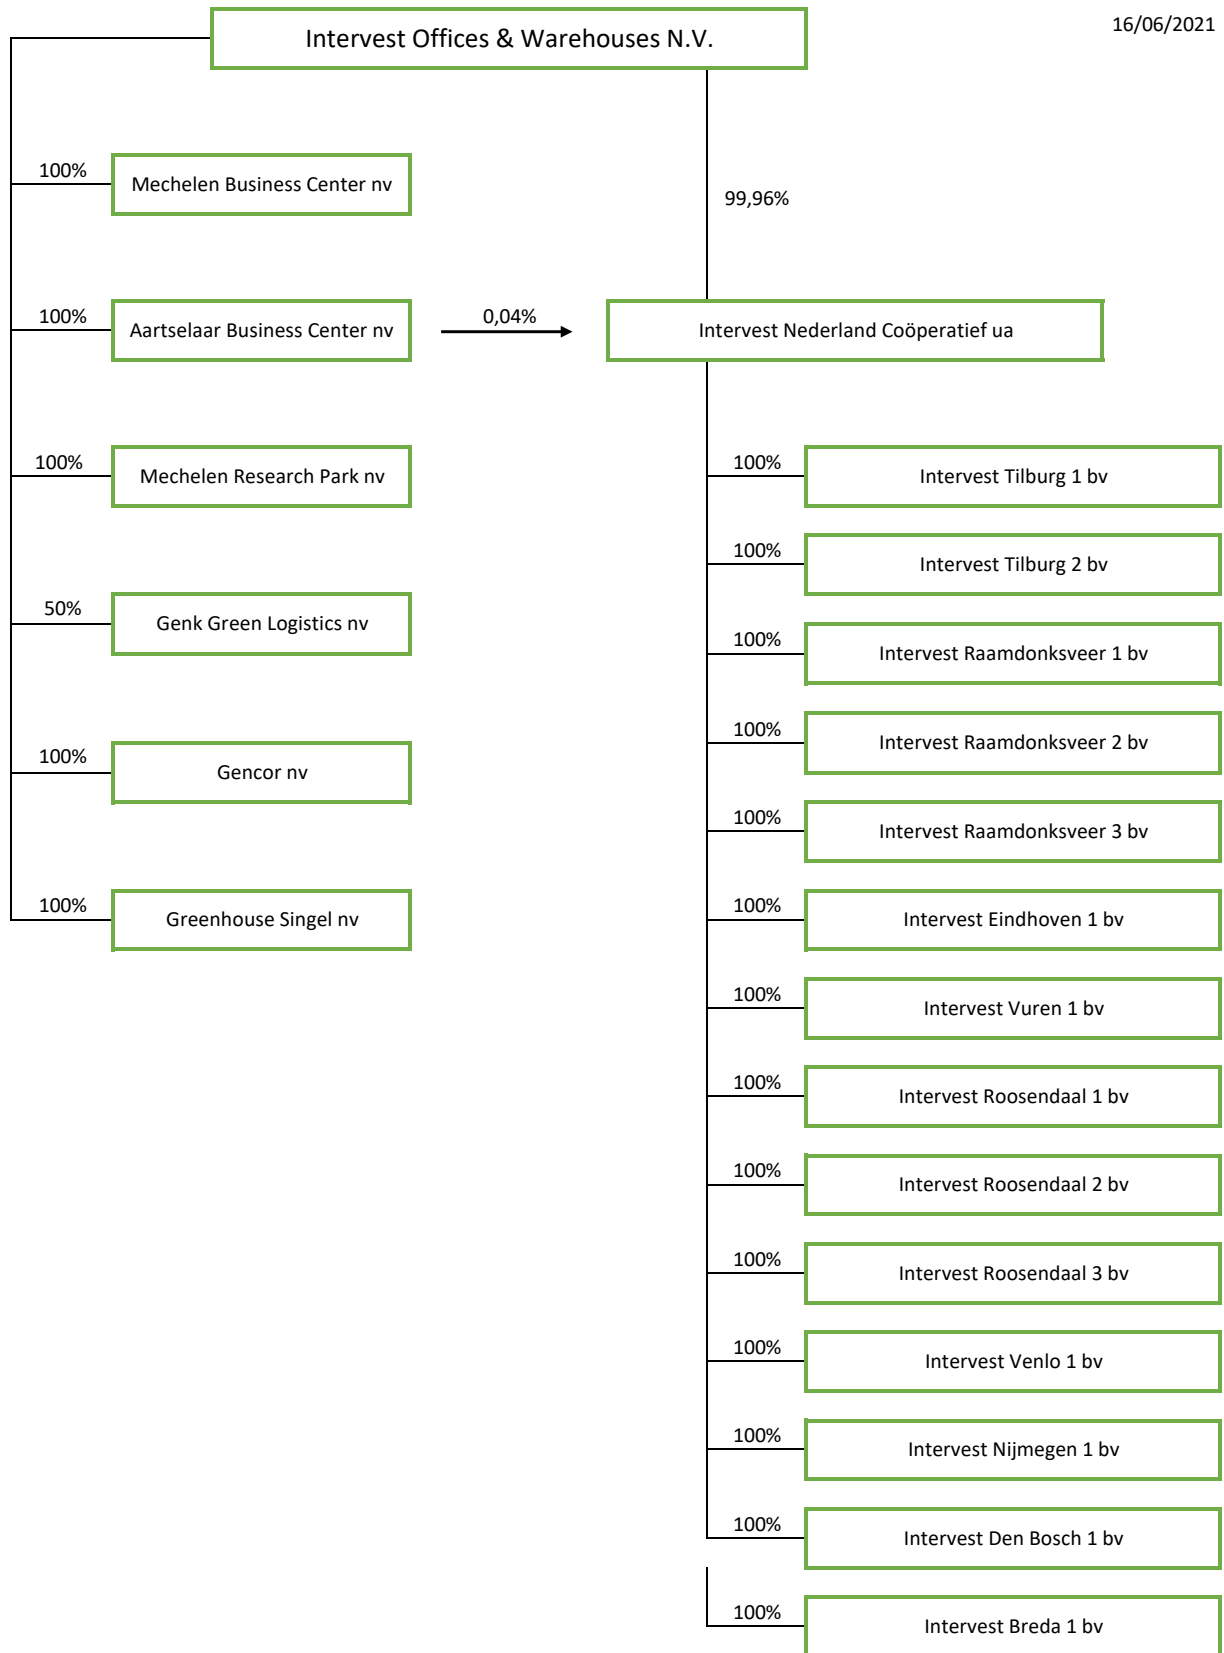 Intervest Offices & Warehouses N.V.
16/06/2021
100%
Mechelen Business Center nv
99,96%
100%
Aartselaar Business Center nv
0,04%
Intervest Nederland Coöperatief ua
100%
Mechelen Research Park nv
100%
Intervest Tilburg 1 bv
100%
Intervest Tilburg 2 bv
50%
Genk Green Logistics nv
100%
Intervest Raamdonksveer 1 bv
100%
Intervest Raamdonksveer 2 bv
100%
Gencor nv
100%
Intervest Raamdonksveer 3 bv
100%
Greenhouse Singel nv
100%
Intervest Eindhoven 1 bv
100%
Intervest Vuren 1 bv
100%
Intervest Roosendaal 1 bv
100%
Intervest Roosendaal 2 bv
100%
Intervest Roosendaal 3 bv
100%
Intervest Venlo 1 bv
100%
Intervest Nijmegen 1 bv
100%
Intervest Den Bosch 1 bv
100%
Intervest Breda 1 bv